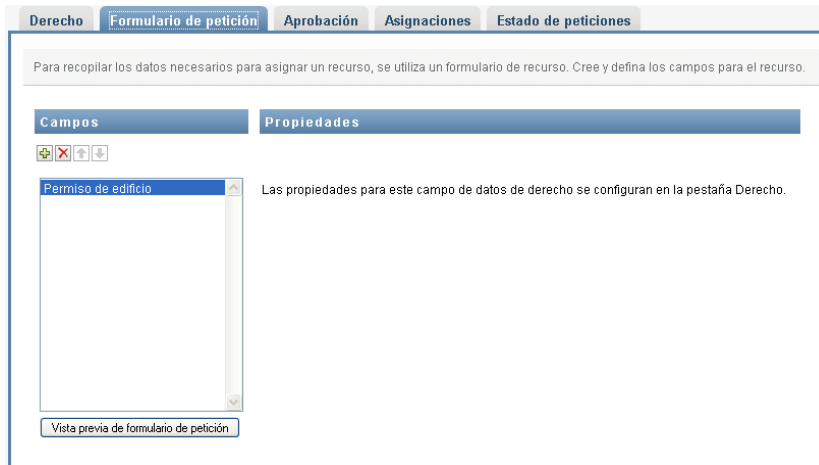 Derecho Formulario de petición Aprobación Asignaciones Estado de peticiones
Para recopilar los datos necesarios para asignar un recurso, se utiliza un formulario de recurso. Cree y defina los campos para el recurso.
Campos Propiedades
Permiso de edificio Las propiedades para este campo de datos de derecho se configuran en la pestaña Derecho.
Vista previa de formulario de petición